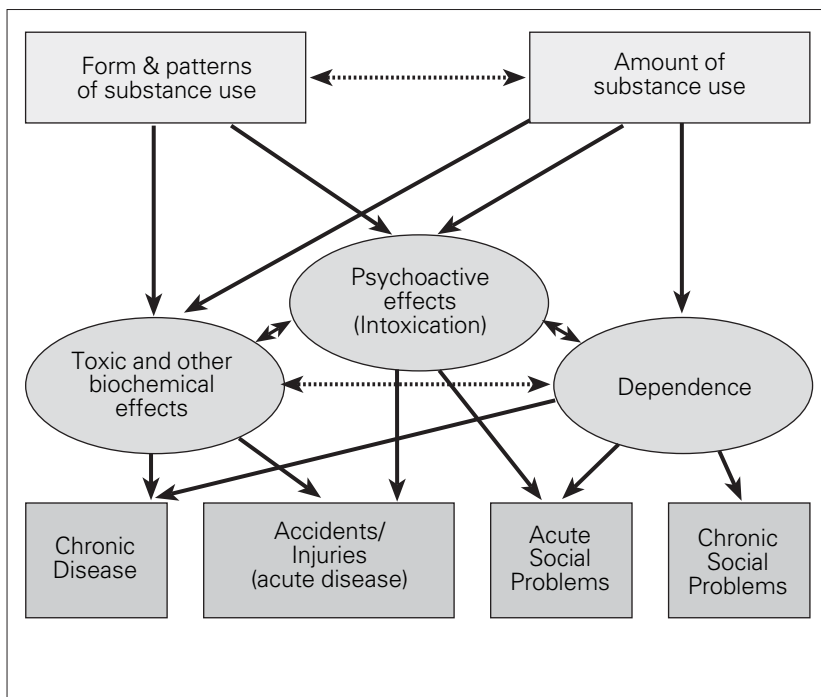 Form & patterns
of substance use
Amount of
substance use
Psychoactive
effects
(Intoxication)
Toxic and other
biochemical
effects
Dependence
Chronic
Disease
Accidents/
Injuries
(acute disease)
Acute
Social
Problems
Chronic
Social
Problems